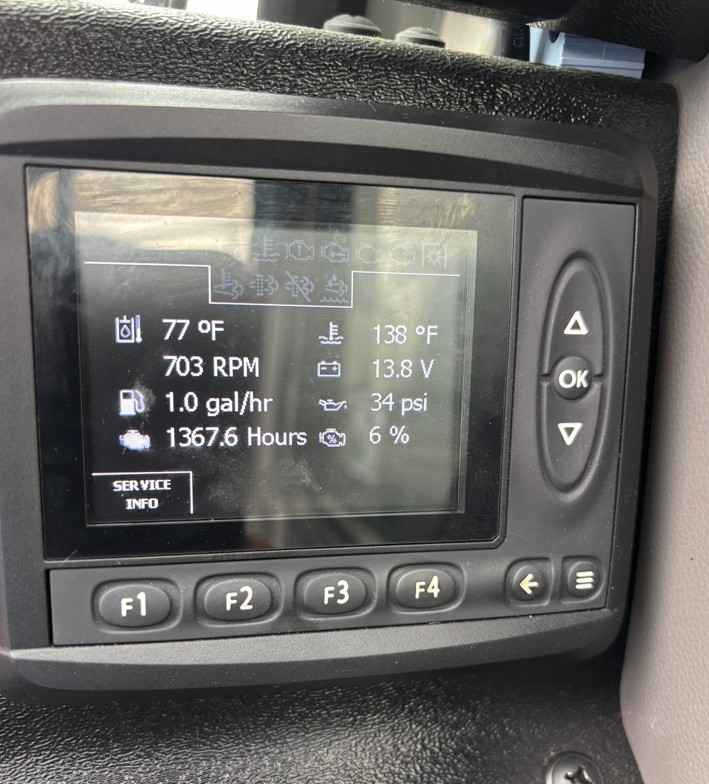 77 ºF 138 ºF
703 RPM 13.8 V
1.0 gal/hr 34 psi
1367.6 Hours % 6 %
SERVICE
INFO
OK
F1 F2 F3 F4